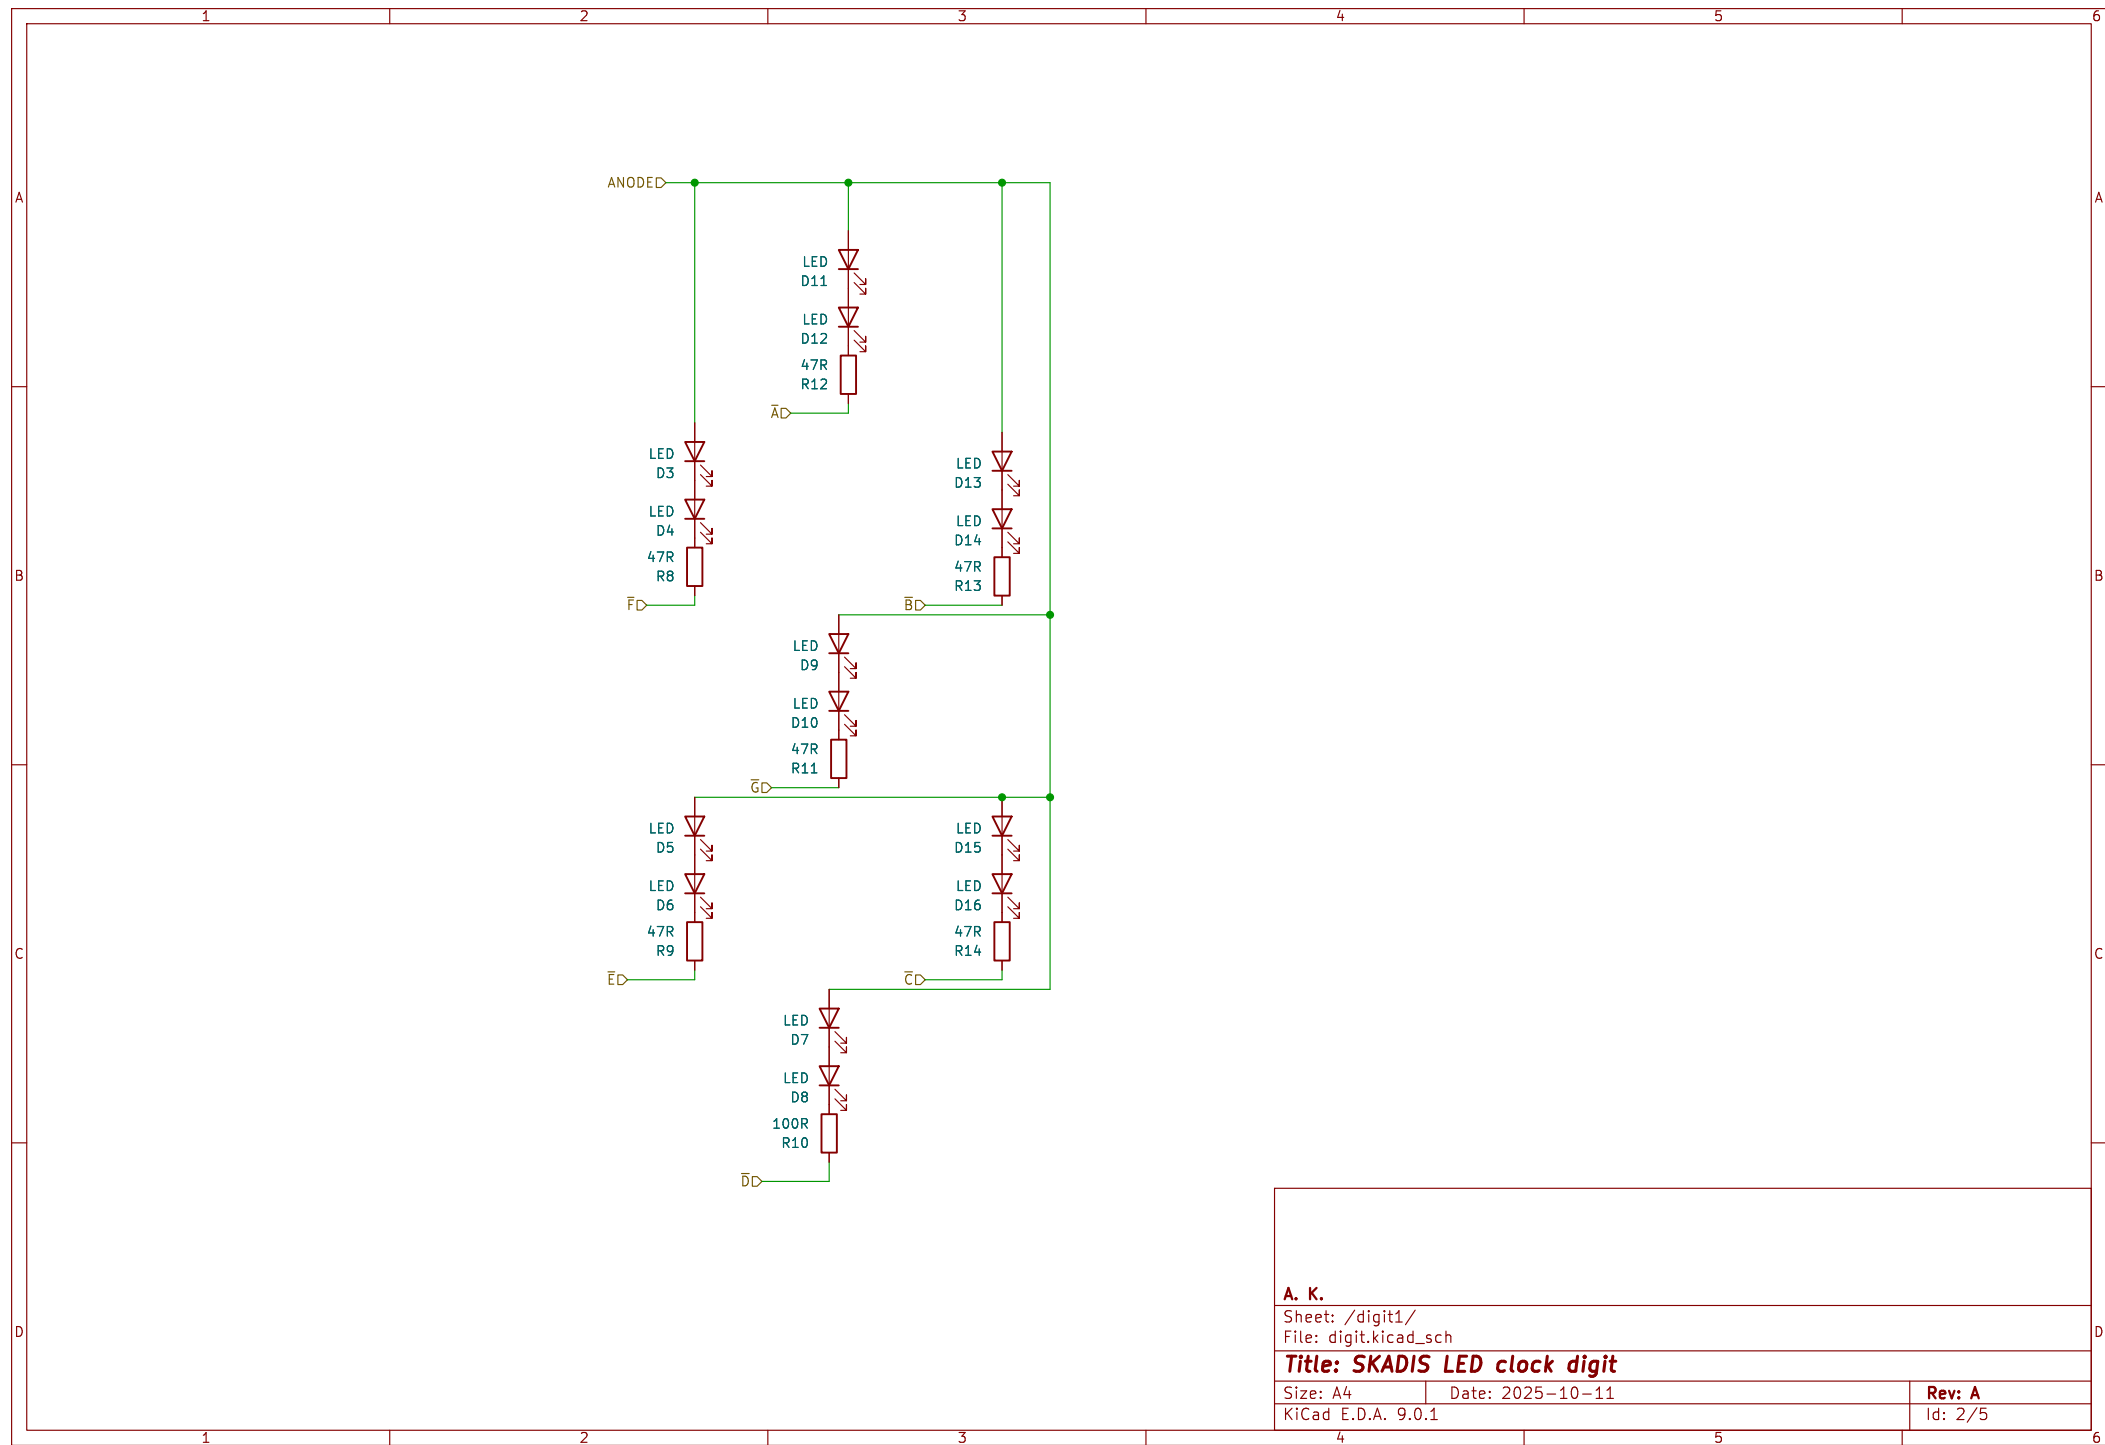 1 2 3 4 5 6
A A
ANODE
LED
D11
LED
D12
47R
R12
A̅
B B
LED
D3
LED
D4
47R
R8
F̅
LED
D13
LED
D14
47R
R13
B̅
LED
D9
LED
D10
47R
R11
G̅
C C
LED
D5
LED
D6
47R
R9
E̅
LED
D15
LED
D16
47R
R14
C̅
LED
D7
LED
D8
100R
R10
D̅
D D
A. K.
Sheet: /digit1/
File: digit.kicad_sch
Title: SKADIS LED clock digit
Size: A4 Date: 2025-10-11 Rev: A
KiCad E.D.A. 9.0.1 Id: 2/5
1 2 3 4 5 6